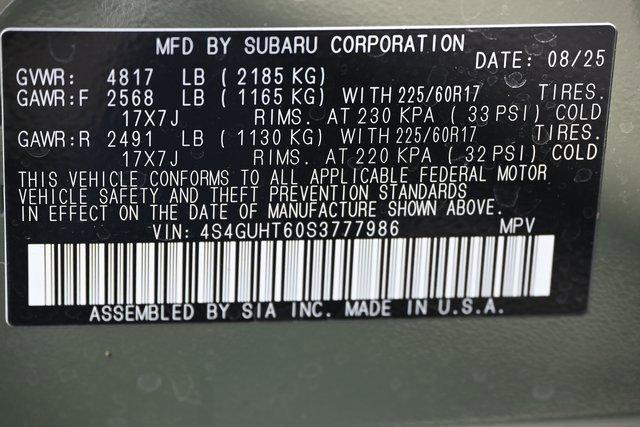 MFD BY SUBARU CORPORATION
DATE: 08/25
GVWR: 4817 LB (2185 KG)
GAWR:F 2568 LB (1165 KG) WITH 225/60R17 TIRES.
17X7J RIMS. AT 230 KPA (33 PSI) COLD
GAWR:R 2491 LB (1130 KG) WITH 225/60R17 TIRES.
17X7J RIMS. AT 220 KPA (32 PSI) COLD
THIS VEHICLE CONFORMS TO ALL APPLICABLE FEDERAL MOTOR
VEHICLE SAFETY AND THEFT PREVENTION STANDARDS
IN EFFECT ON THE DATE OF MANUFACTURE SHOWN ABOVE.
VIN: 4S4GUHT60S3777986 MPV
ASSEMBLED BY SIA INC. MADE IN U.S.A.